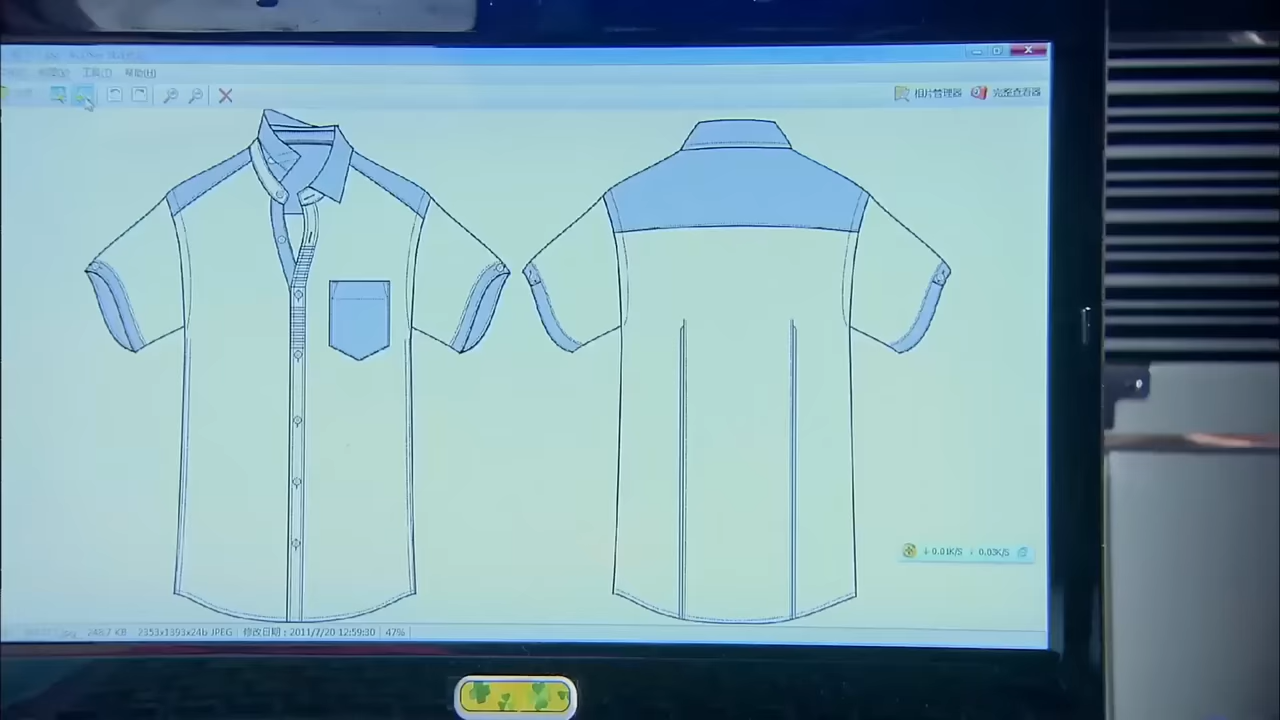 工具(T) 帮助(H)
相片管理器 完整查看器
↓ 0.01K/S ↑ 0.03K/S
248.7 KB 2353x1393x24b JPEG 修改日期：2011/7/20 12:59:30 47%